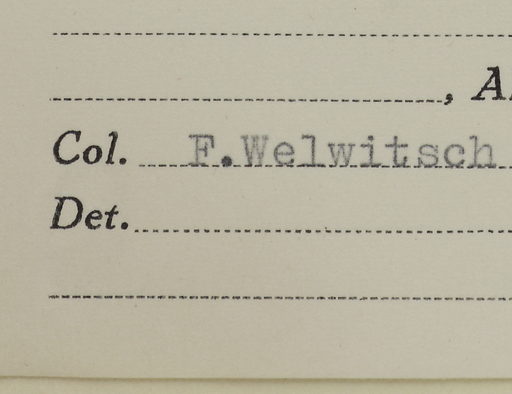 , A
Col. F.Welwitsch
Det.